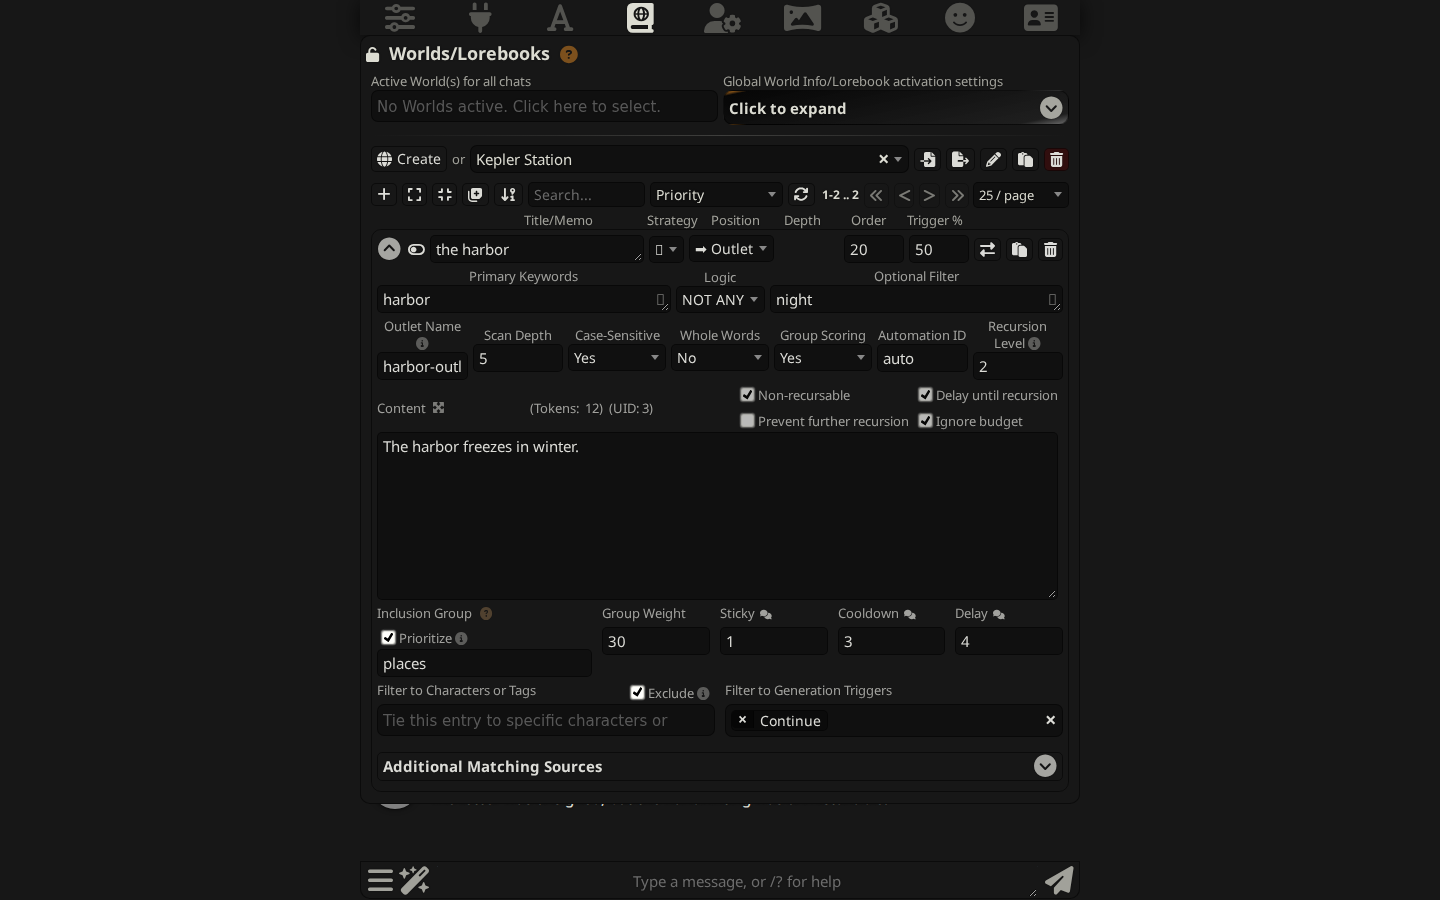 Worlds/Lorebooks
Active World(s) for all chats
Global World Info/Lorebook activation settings
No Worlds active. Click here to select.
Click to expand
Create or Kepler Station
Search... Priority 1-2 .. 2 25 / page
Title/Memo Strategy Position Depth Order Trigger %
the harbor Outlet 20 50
Primary Keywords Logic Optional Filter
harbor NOT ANY night
Outlet Name Scan Depth Case-Sensitive Whole Words Group Scoring Automation ID Recursion Level
harbor-outl 5 Yes No Yes auto 2
Content (Tokens: 12) (UID: 3)
Non-recursable Delay until recursion
Prevent further recursion Ignore budget
The harbor freezes in winter.
Inclusion Group Group Weight Sticky Cooldown Delay
Prioritize
30 1 3 4
places
Filter to Characters or Tags Exclude Filter to Generation Triggers
Tie this entry to specific characters or
Continue
Additional Matching Sources
Type a message, or /? for help